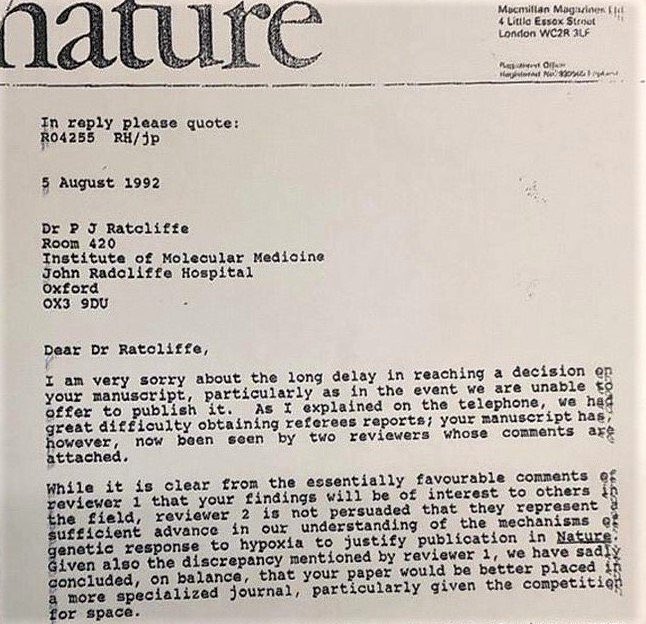 nature
Macmillan Magazines Ltd
4 Little Essex Street
London WC2R 3LF
Registered Office
Registered No. England
In reply please quote:
R04255 RH/jp
5 August 1992
Dr P J Ratcliffe
Room 420
Institute of Molecular Medicine
John Radcliffe Hospital
Oxford
OX3 9DU
Dear Dr Ratcliffe,
I am very sorry about the long delay in reaching a decision on
your manuscript, particularly as in the event we are unable to
offer to publish it. As I explained on the telephone, we had
great difficulty obtaining referees reports; your manuscript has,
however, now been seen by two reviewers whose comments are
attached.
While it is clear from the essentially favourable comments of
reviewer 1 that your findings will be of interest to others in
the field, reviewer 2 is not persuaded that they represent
sufficient advance in our understanding of the mechanisms of
genetic response to hypoxia to justify publication in Nature.
Given also the discrepancy mentioned by reviewer 1, we have sadly
concluded, on balance, that your paper would be better placed in
a more specialized journal, particularly given the competition
for space.